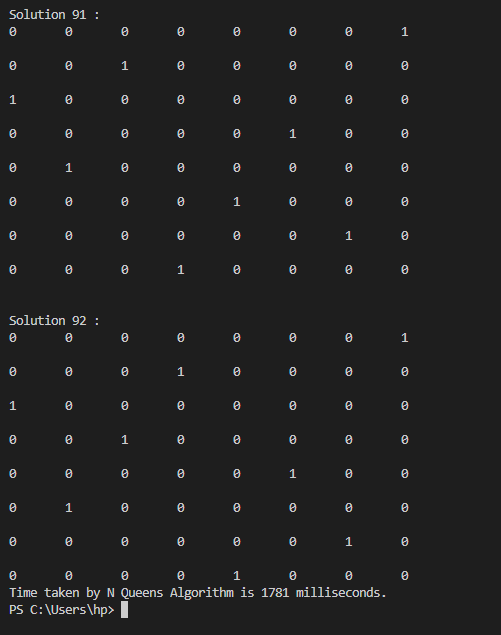 Solution 91 :
0 0 0 0 0 0 0 1
0 0 1 0 0 0 0 0
1 0 0 0 0 0 0 0
0 0 0 0 0 1 0 0
0 1 0 0 0 0 0 0
0 0 0 0 1 0 0 0
0 0 0 0 0 0 1 0
0 0 0 1 0 0 0 0
Solution 92 :
0 0 0 0 0 0 0 1
0 0 0 1 0 0 0 0
1 0 0 0 0 0 0 0
0 0 1 0 0 0 0 0
0 0 0 0 0 1 0 0
0 1 0 0 0 0 0 0
0 0 0 0 0 0 1 0
0 0 0 0 1 0 0 0
Time taken by N Queens Algorithm is 1781 milliseconds.
PS C:\Users\hp>